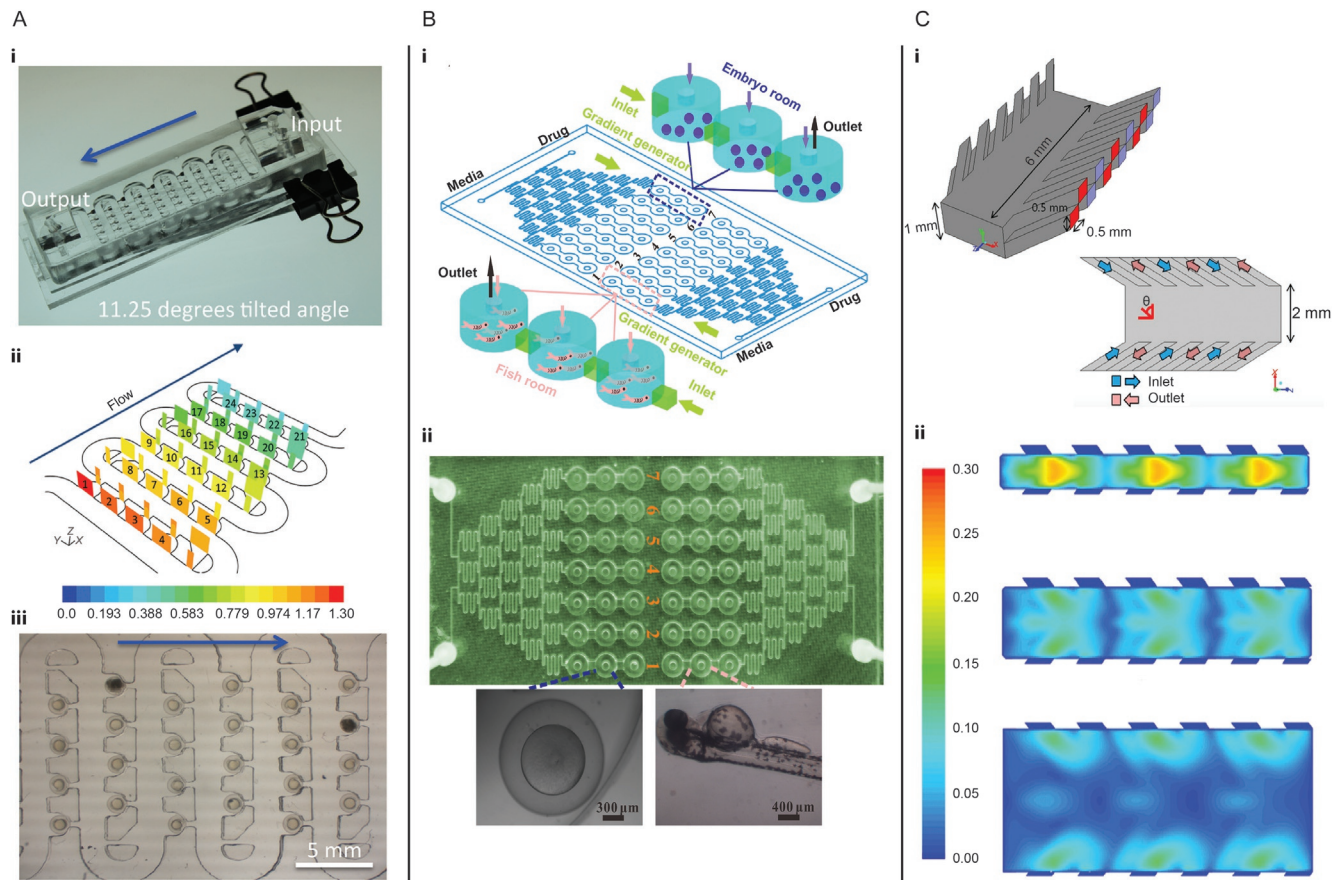 A
B
C
i
Input
Output
11.25 degrees tilted angle
ii
Flow
1
2
3
4
5
6
7
8
9
10
11
12
13
14
15
16
17
18
19
20
21
22
23
24
Z
Y
X
0.0 0.193 0.388 0.583 0.779 0.974 1.17 1.30
iii
5 mm
i
Embryo room
Inlet
Gradient generator
Outlet
Drug
Media
1 2 3 4 5 6 7
Outlet
Drug
Gradient generator
Media
Fish room
Inlet
ii
7
6
5
4
3
2
1
300 μm
400 μm
i
6 mm
0.5 mm
1 mm
0.5 mm
θ
2 mm
Inlet
Outlet
ii
0.30
0.25
0.20
0.15
0.10
0.05
0.00